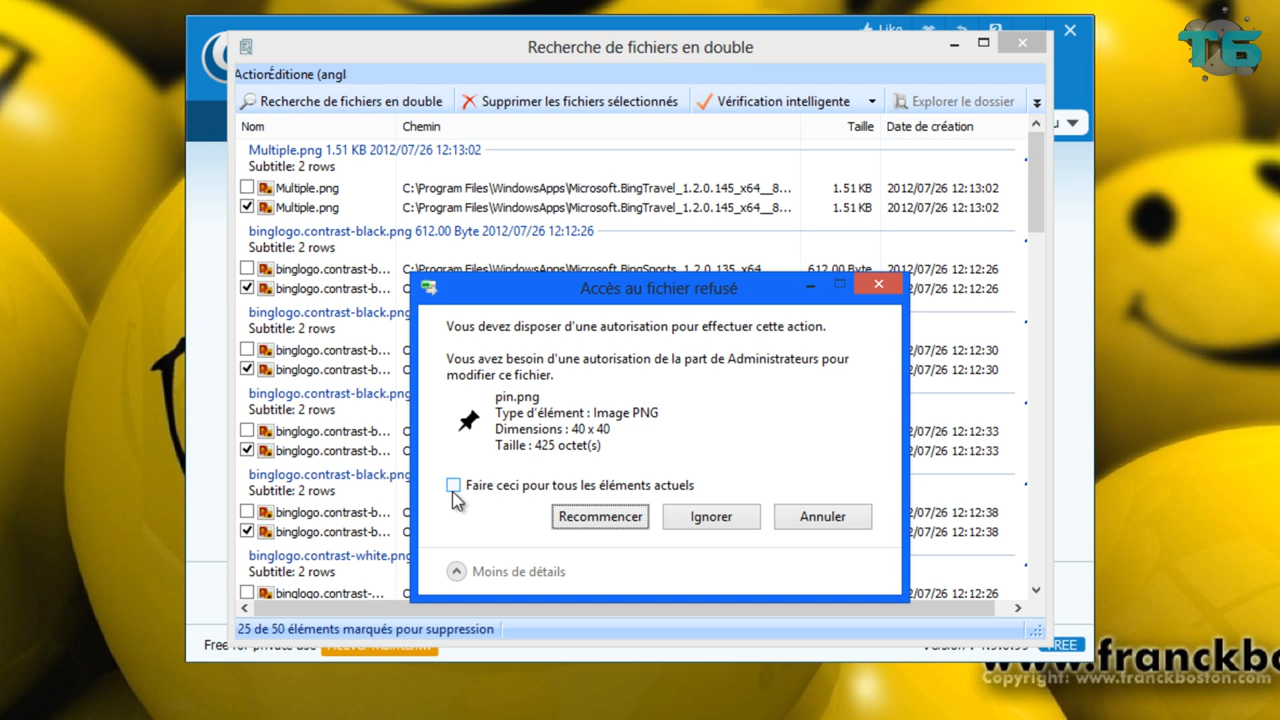 Like
T6
Recherche de fichiers en double
ActionÉditione (angl
Recherche de fichiers en double
Supprimer les fichiers sélectionnés
Vérification intelligente
Explorer le dossier
Nom Chemin Taille Date de création
Multiple.png 1.51 KB 2012/07/26 12:13:02
Subtitle: 2 rows
Multiple.png C:\Program Files\WindowsApps\Microsoft.BingTravel_1.2.0.145_x64__8... 1.51 KB 2012/07/26 12:13:02
Multiple.png C:\Program Files\WindowsApps\Microsoft.BingTravel_1.2.0.145_x64__8... 1.51 KB 2012/07/26 12:13:02
binglogo.contrast-black.png 612.00 Byte 2012/07/26 12:12:26
Subtitle: 2 rows
binglogo.contrast-b... C:\Program Files\WindowsApps\Microsoft.BingSports_1.2.0.135_x64 612.00 Byte 2012/07/26 12:12:26
binglogo.contrast-b... 2/07/26 12:12:26
binglogo.contrast-black.png
Subtitle: 2 rows
binglogo.contrast-b... 2/07/26 12:12:30
binglogo.contrast-b... 2/07/26 12:12:30
binglogo.contrast-black.png
Subtitle: 2 rows
binglogo.contrast-b... 2/07/26 12:12:33
binglogo.contrast-b... 2/07/26 12:12:33
binglogo.contrast-black.png
Subtitle: 2 rows
binglogo.contrast-b... 2/07/26 12:12:38
binglogo.contrast-b... 2/07/26 12:12:38
binglogo.contrast-white.png
Subtitle: 2 rows
binglogo.contrast-... 2/07/26 12:12:26
Accès au fichier refusé
Vous devez disposer d'une autorisation pour effectuer cette action.
Vous avez besoin d'une autorisation de la part de Administrateurs pour
modifier ce fichier.
pin.png
Type d'élément : Image PNG
Dimensions : 40 x 40
Taille : 425 octet(s)
Faire ceci pour tous les éléments actuels
Recommencer Ignorer Annuler
Moins de détails
25 de 50 éléments marqués pour suppression
Free for private use
FREE
www.franckbo
Copyright: www.franckboston.com